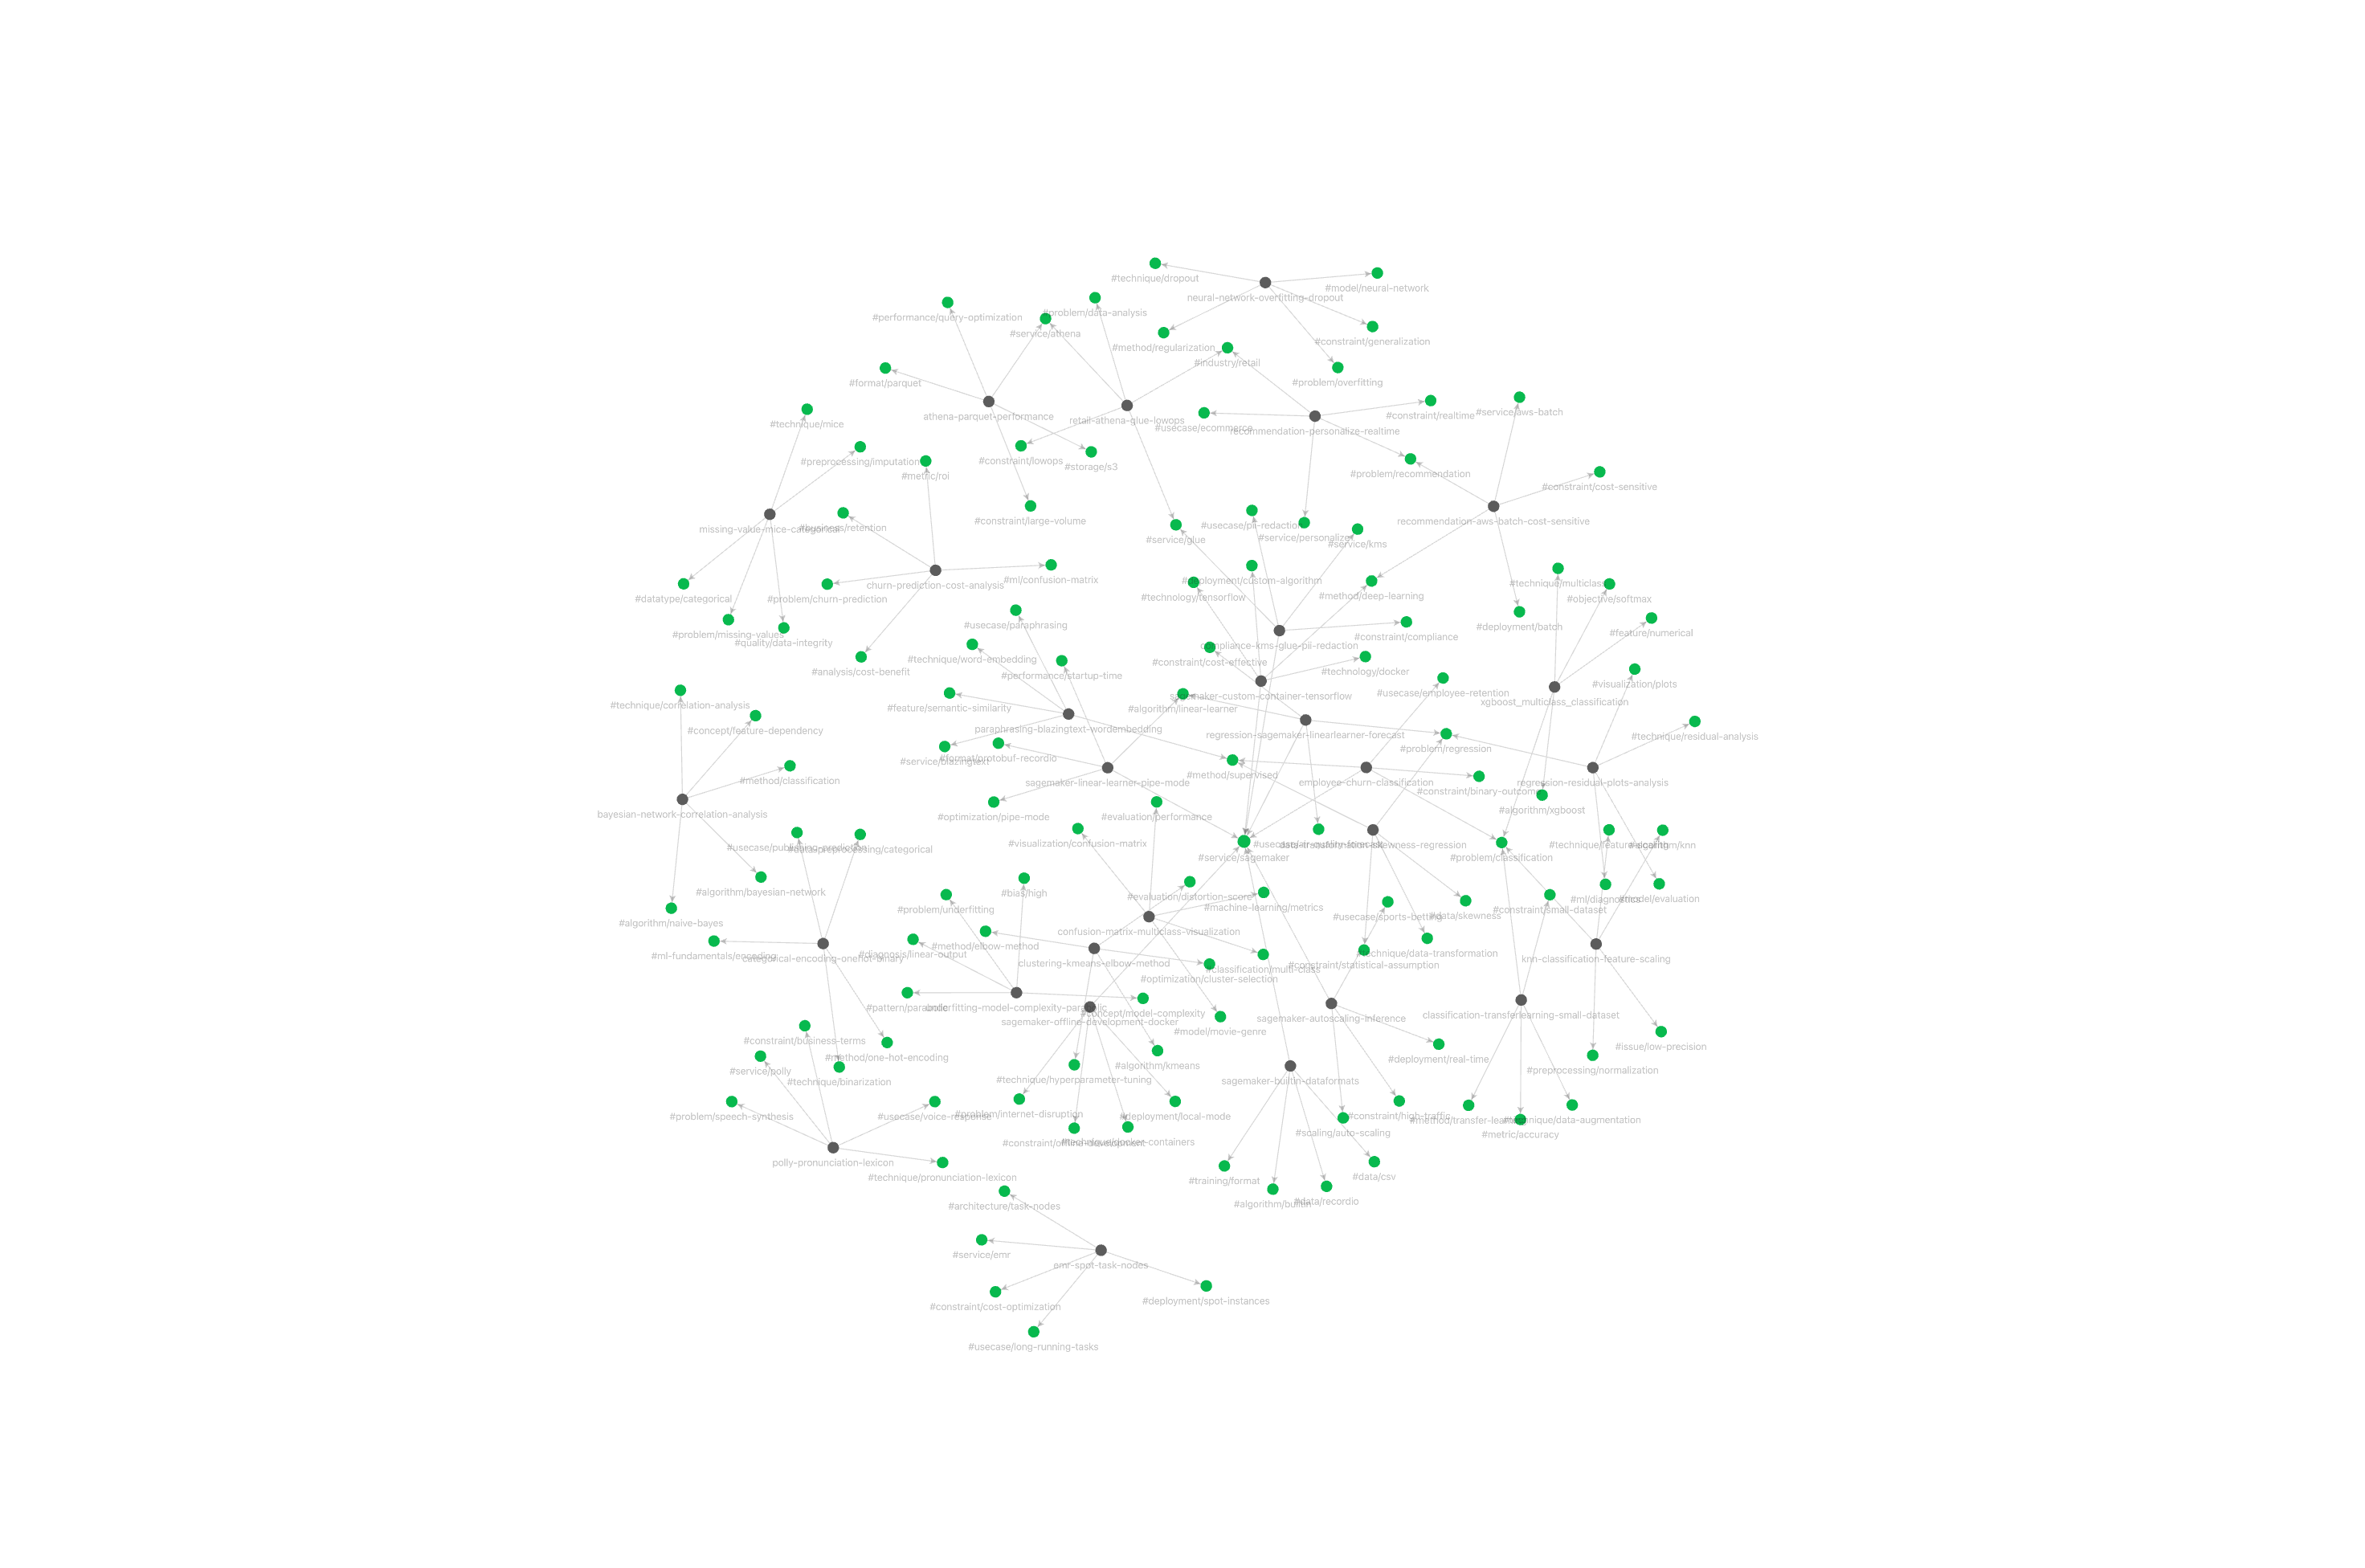 #technique/dropout
#model/neural-network
neural-network-overfitting-dropout
#problem/data-analysis
#performance/query-optimization
#service/athena
#constraint/generalization
#method/regularization
#industry/retail
#format/parquet
#problem/overfitting
#service/aws-batch
athena-parquet-performance
#constraint/realtime
retail-athena-glue-lowops
#technique/mice
#usecase/ecommerce
recommendation-personalize-realtime
#preprocessing/imputation
#constraint/lowops
#storage/s3
#metric/roi
#problem/recommendation
#constraint/cost-sensitive
#constraint/large-volume
recommendation-aws-batch-cost-sensitive
#usecase/pii-redaction
missing-value-mice-categorical
#business/retention
#service/personalize
#service/glue
#service/kms
#ml/confusion-matrix
#deployment/custom-algorithm
#technique/multiclass
churn-prediction-cost-analysis
#method/deep-learning
#technology/tensorflow
#datatype/categorical
#problem/churn-prediction
#objective/softmax
#usecase/paraphrasing
#deployment/batch
#feature/numerical
#problem/missing-values
#constraint/compliance
#quality/data-integrity
compliance-kms-glue-pii-redaction
#technique/word-embedding
#constraint/cost-effective
#analysis/cost-benefit
#technology/docker
#performance/startup-time
#visualization/plots
#usecase/employee-retention
sagemaker-custom-container-tensorflow
#technique/correlation-analysis
#feature/semantic-similarity
#algorithm/linear-learner
xgboost_multiclass_classification
#concept/feature-dependency
paraphrasing-blazingtext-wordembedding
regression-sagemaker-linearlearner-forecast
#technique/residual-analysis
#problem/regression
#format/protobuf-recordio
#service/blazingtext
#method/supervised
#method/classification
sagemaker-linear-learner-pipe-mode
employee-churn-classification
regression-residual-plots-analysis
#constraint/binary-outcome
#algorithm/xgboost
bayesian-network-correlation-analysis
#optimization/pipe-mode
#evaluation/performance
#visualization/confusion-matrix
#usecase/air-quality-forecast
data-transformation-skewness-regression
#technique/feature-scaling
#algorithm/knn
#usecase/publishing-prediction
#data-preprocessing/categorical
#service/sagemaker
#problem/classification
#algorithm/bayesian-network
#bias/high
#evaluation/distortion-score
#ml/diagnostics
#model/evaluation
#machine-learning/metrics
#problem/underfitting
#constraint/small-dataset
#usecase/sports-betting
#data/skewness
#algorithm/naive-bayes
confusion-matrix-multiclass-visualization
#method/elbow-method
#diagnosis/linear-output
#technique/data-transformation
#ml-fundamentals/encoding
categorical-encoding-onehot-binary
clustering-kmeans-elbow-method
knn-classification-feature-scaling
#constraint/statistical-assumption
#classification/multi-class
#optimization/cluster-selection
#pattern/parabolic
underfitting-model-complexity-parabolic
#concept/model-complexity
sagemaker-autoscaling-inference
classification-transferlearning-small-dataset
sagemaker-offline-development-docker
#model/movie-genre
#constraint/business-terms
#issue/low-precision
#method/one-hot-encoding
#deployment/real-time
#algorithm/kmeans
#service/polly
#preprocessing/normalization
#technique/hyperparameter-tuning
#technique/binarization
sagemaker-builtin-dataformats
#problem/internet-disruption
#problem/speech-synthesis
#usecase/voice-response
#deployment/local-mode
#constraint/high-traffic
#method/transfer-learning
#technique/data-augmentation
#scaling/auto-scaling
#metric/accuracy
#constraint/offline-development
#technique/docker-containers
polly-pronunciation-lexicon
#technique/pronunciation-lexicon
#data/csv
#training/format
#data/recordio
#algorithm/builtin
#architecture/task-nodes
#service/emr
emr-spot-task-nodes
#deployment/spot-instances
#constraint/cost-optimization
#usecase/long-running-tasks